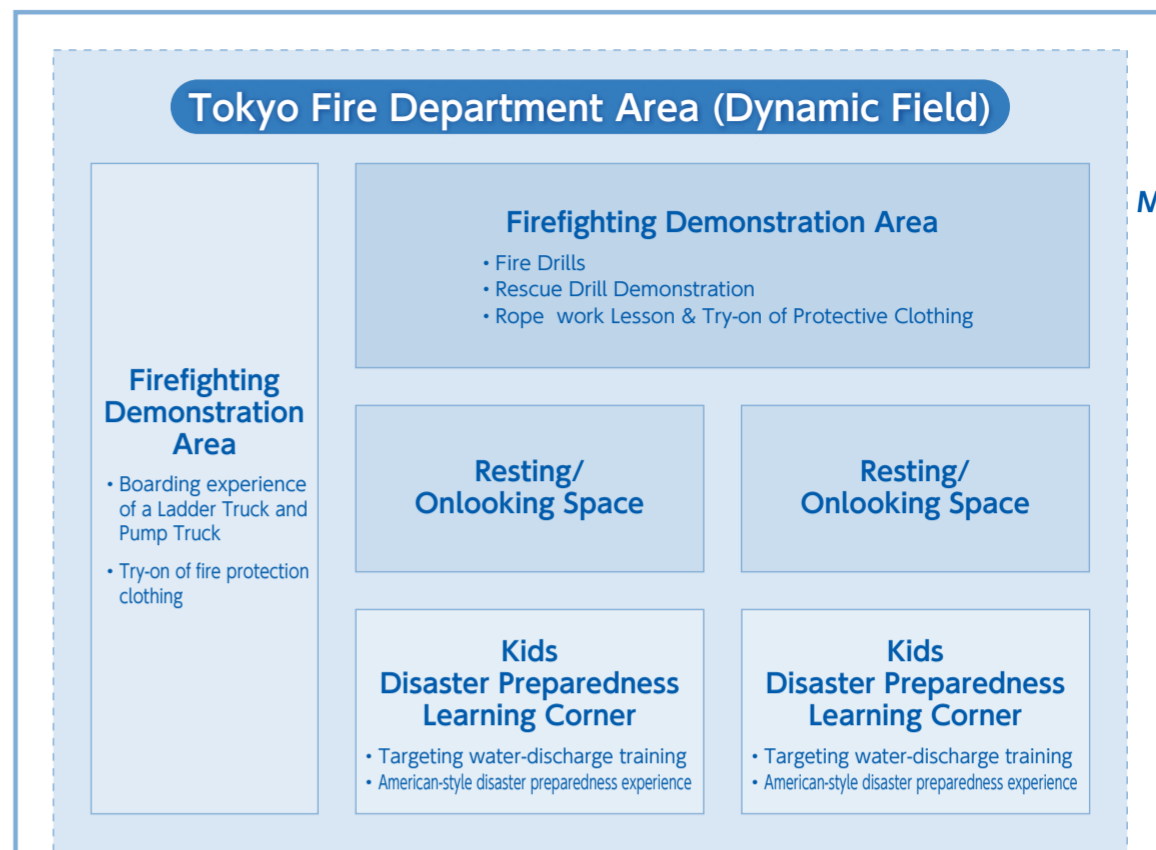 Tokyo Fire Department Area (Dynamic Field)
M
Firefighting Demonstration Area
• Fire Drills
• Rescue Drill Demonstration
• Rope work Lesson & Try-on of Protective Clothing
Firefighting
Demonstration
Area
• Boarding experience
of a Ladder Truck and
Pump Truck
• Try-on of fire protection
clothing
Resting/
Onlooking Space
Resting/
Onlooking Space
Kids
Disaster Preparedness
Learning Corner
• Targeting water-discharge training
• American-style disaster preparedness experience
Kids
Disaster Preparedness
Learning Corner
• Targeting water-discharge training
• American-style disaster preparedness experience